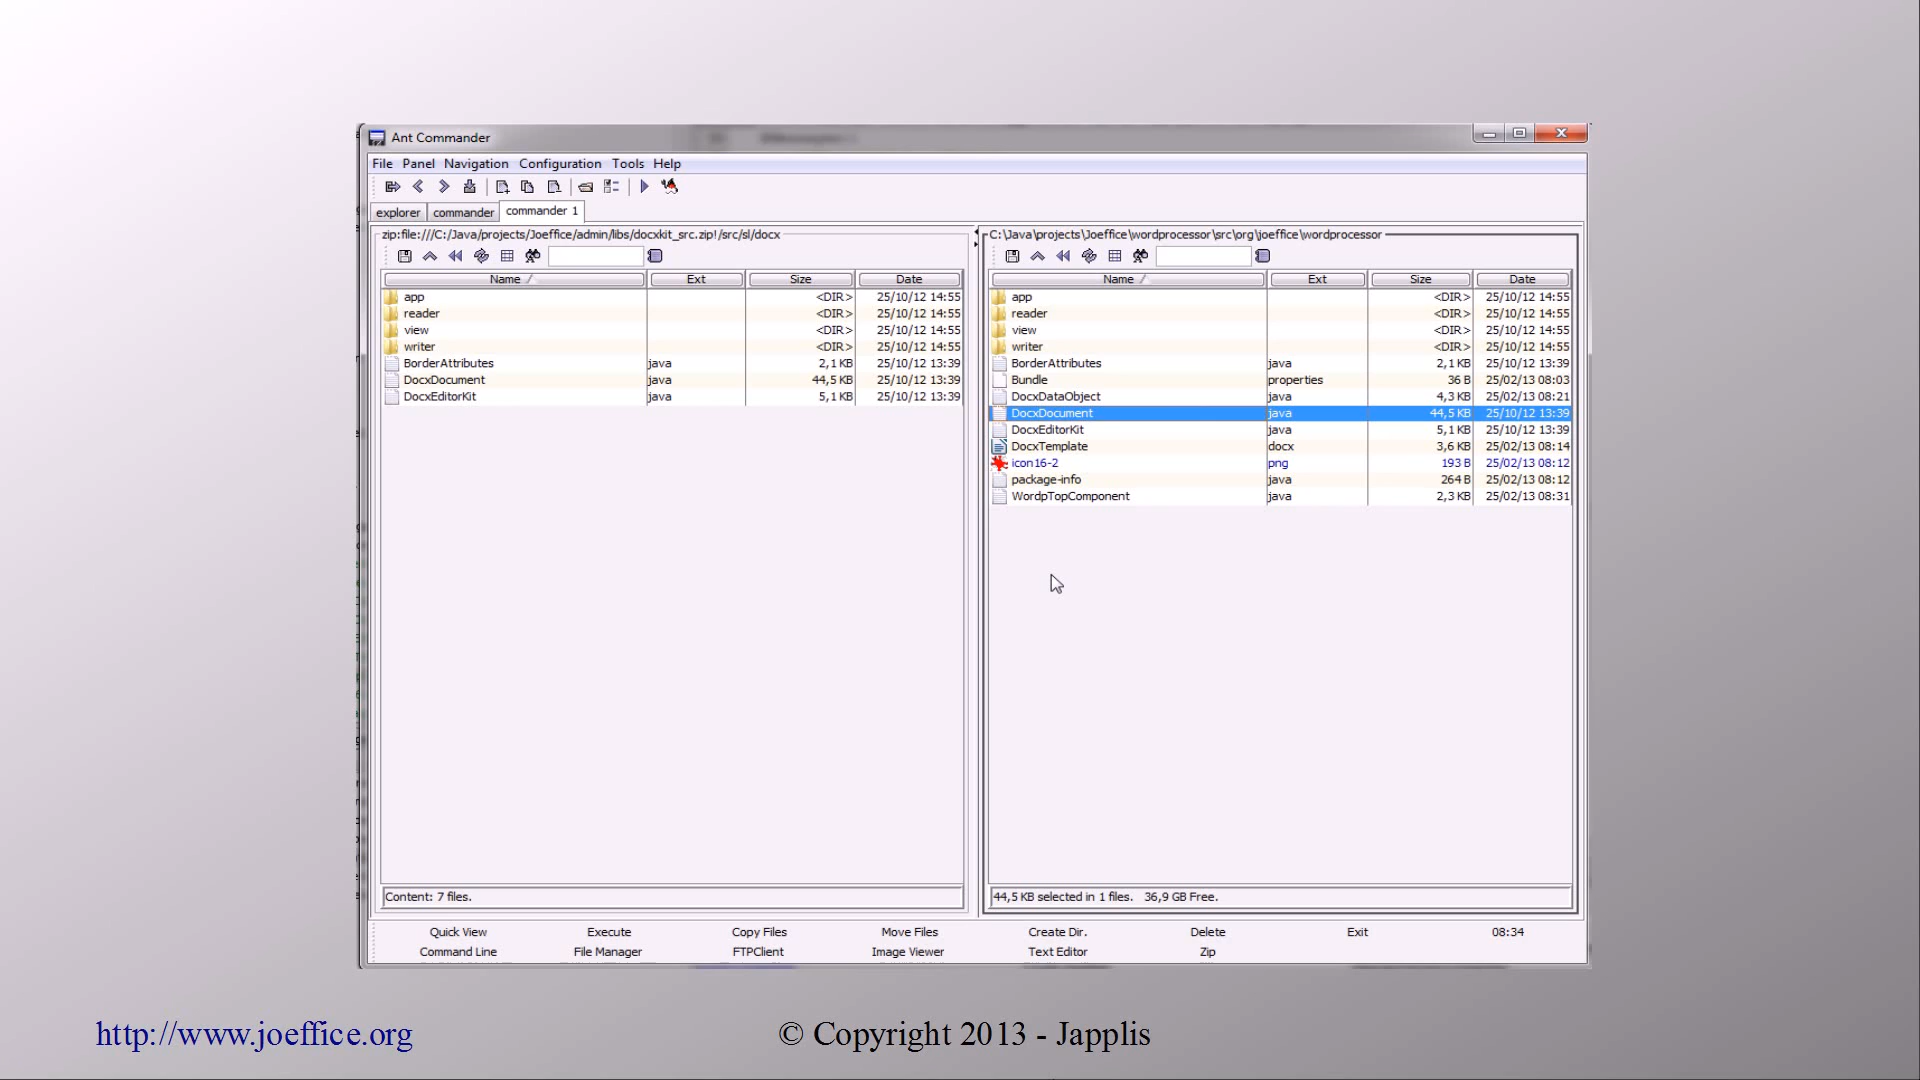 Ant Commander
File Panel Navigation Configuration Tools Help
explorer commander commander 1
zip:file:///C:/Java/projects/Joeffice/admin/libs/docxkit_src.zip!/src/sl/docx
Name Ext Size Date
app <DIR> 25/10/12 14:55
reader <DIR> 25/10/12 14:55
view <DIR> 25/10/12 14:55
writer <DIR> 25/10/12 14:55
BorderAttributes java 2,1 KB 25/10/12 13:39
DocxDocument java 44,5 KB 25/10/12 13:39
DocxEditorKit java 5,1 KB 25/10/12 13:39
Content: 7 files.
C:\Java\projects\Joeffice\wordprocessor\src\org\joeffice\wordprocessor
Name Ext Size Date
app <DIR> 25/10/12 14:55
reader <DIR> 25/10/12 14:55
view <DIR> 25/10/12 14:55
writer <DIR> 25/10/12 14:55
BorderAttributes java 2,1 KB 25/10/12 13:39
Bundle properties 36 B 25/02/13 08:03
DocxDataObject java 4,3 KB 25/02/13 08:21
DocxDocument java 44,5 KB 25/10/12 13:39
DocxEditorKit java 5,1 KB 25/10/12 13:39
DocxTemplate docx 3,6 KB 25/02/13 08:14
icon16-2 png 193 B 25/02/13 08:12
package-info java 264 B 25/02/13 08:12
WordpTopComponent java 2,3 KB 25/02/13 08:31
44,5 KB selected in 1 files. 36,9 GB Free.
Quick View Execute Copy Files Move Files Create Dir. Delete Exit 08:34
Command Line File Manager FTPClient Image Viewer Text Editor Zip
http://www.joeffice.org
© Copyright 2013 - Japplis